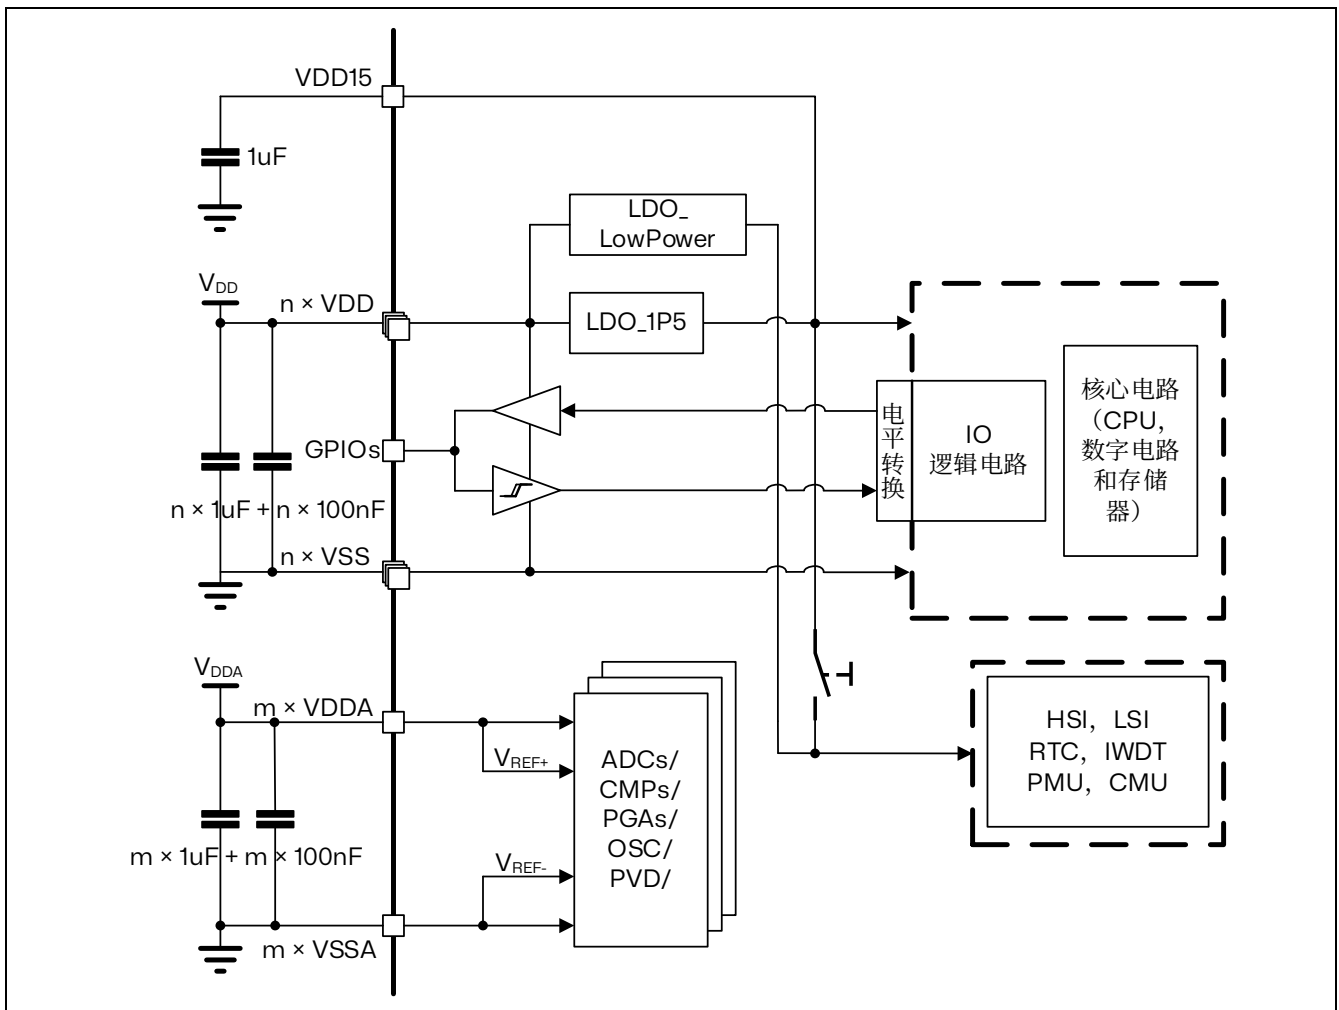 VDD15
1uF
LDO_
LowPower
VDD
n × VDD
LDO_1P5
GPIOs
n × 1uF + n × 100nF
n × VSS
电
平
转
换
IO
逻辑电路
核心电路
（CPU,
数字电路
和存储
器）
VDDA
m × VDDA
VREF+
ADCs/
CMPs/
PGAs/
OSC/
PVD/
VREF-
m × 1uF + m × 100nF
m × VSSA
HSI, LSI
RTC, IWDT
PMU, CMU